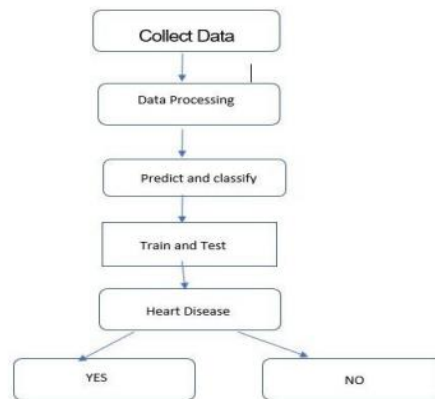 Collect Data
Data Processing
Predict and classify
Train and Test
Heart Disease
YES
NO